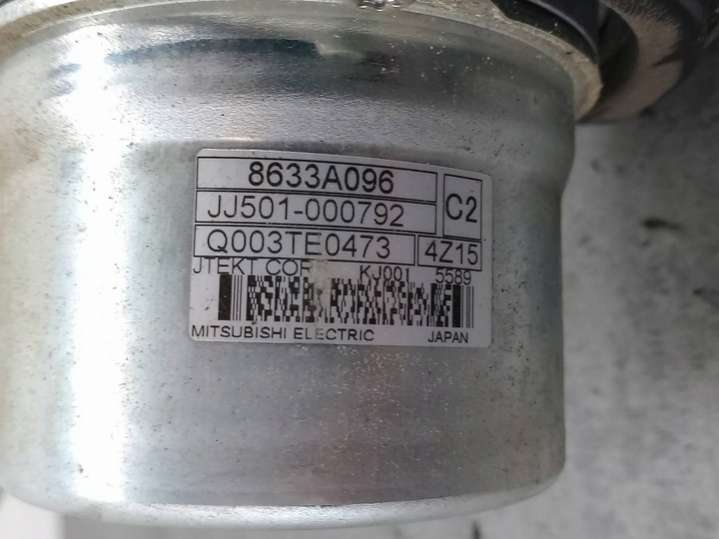 8633A096
JJ501-000792 C2
Q003TE0473 4Z15
JTEKT COR KJ001 5589
MITSUBISHI ELECTRIC JAPAN